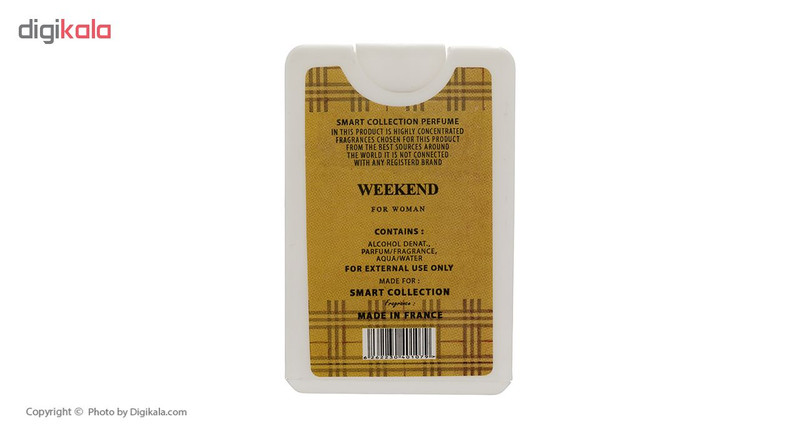 digikala
SMART COLLECTION PERFUME
IN THIS PRODUCT IS HIGHLY CONCENTRATED
FRAGRANCES CHOSEN FOR THIS PRODUCT
FROM THE BEST SOURCES AROUND
THE WORLD IT IS NOT CONNECTED
WITH ANY REGISTERD BRAND
WEEKEND
FOR WOMAN
CONTAINS :
ALCOHOL DENAT.,
PARFUM/FRAGRANCE,
AQUA/WATER
FOR EXTERNAL USE ONLY
MADE FOR :
SMART COLLECTION
Fragrance :
MADE IN FRANCE
Copyright © Photo by Digikala.com